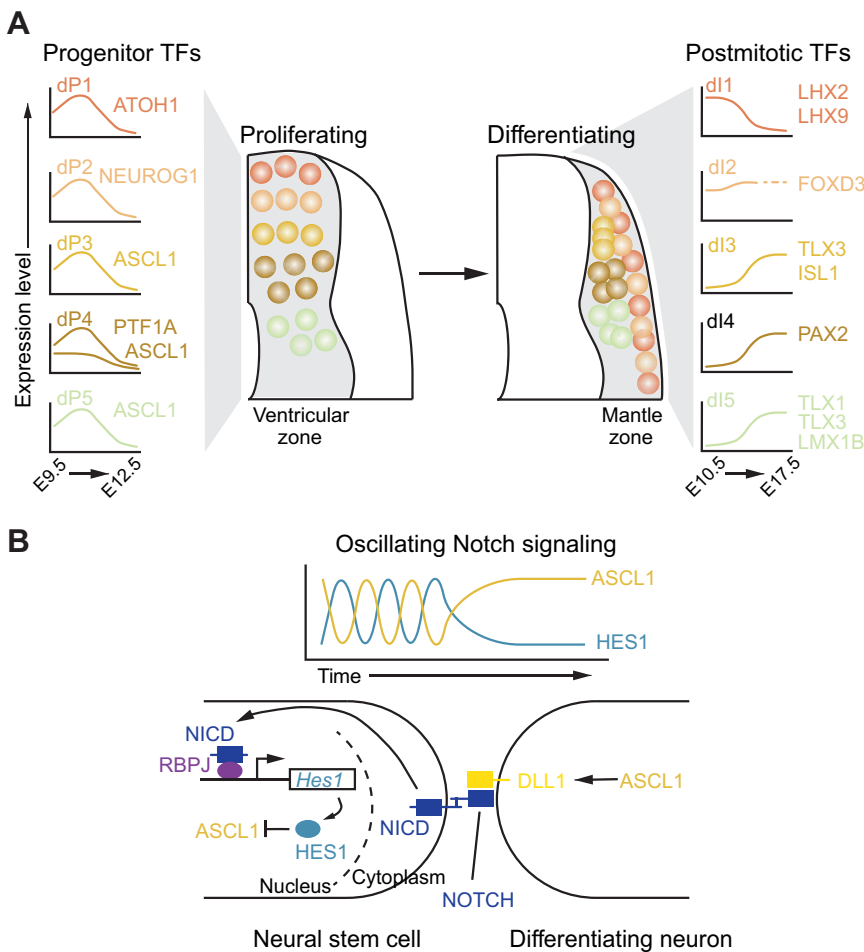 A
Progenitor TFs
Postmitotic TFs
Expression level
dP1
ATOH1
dP2
NEUROG1
dP3
ASCL1
dP4
PTF1A
ASCL1
dP5
ASCL1
E9.5
E12.5
Proliferating
Ventricular
zone
Differentiating
Mantle
zone
dI1
LHX2
LHX9
dI2
FOXD3
dI3
TLX3
ISL1
dI4
PAX2
dI5
TLX1
TLX3
LMX1B
E10.5
E17.5
B
Oscillating Notch signaling
ASCL1
HES1
Time
NICD
RBPJ
Hes1
ASCL1
HES1
Nucleus
Cytoplasm
NICD
NOTCH
DLL1
ASCL1
Neural stem cell
Differentiating neuron